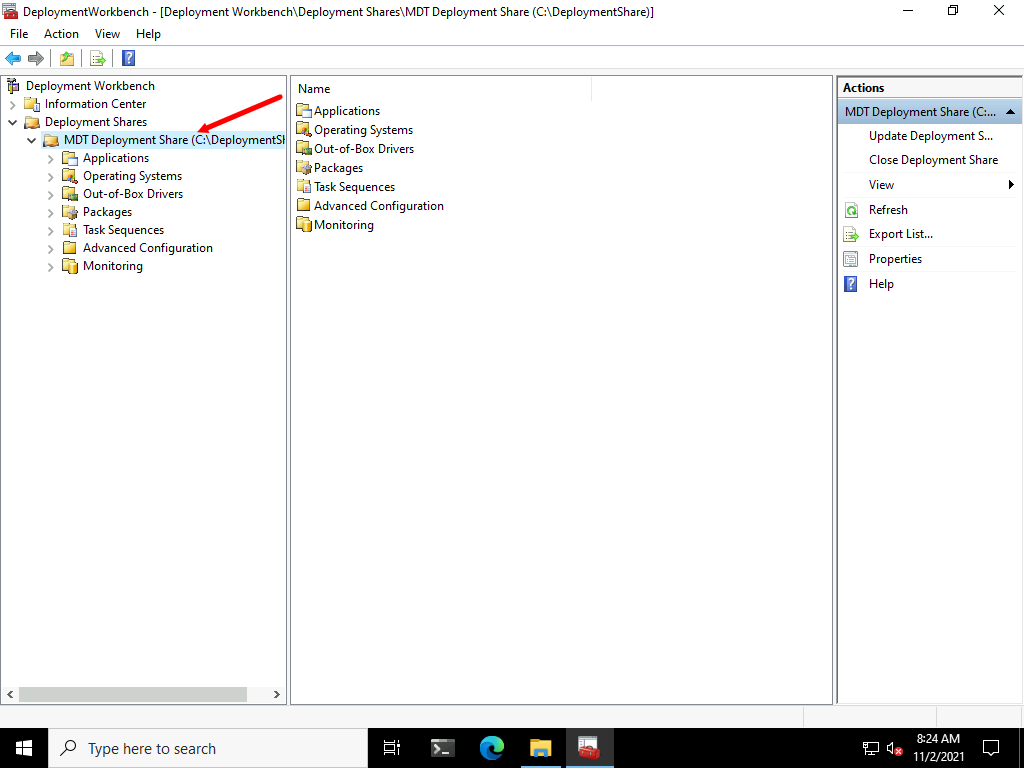 DeploymentWorkbench - [Deployment Workbench\Deployment Shares\MDT Deployment Share (C:\DeploymentShare)]
File Action View Help
Deployment Workbench
Information Center
Deployment Shares
MDT Deployment Share (C:\DeploymentSh
Applications
Operating Systems
Out-of-Box Drivers
Packages
Task Sequences
Advanced Configuration
Monitoring
Name
Applications
Operating Systems
Out-of-Box Drivers
Packages
Task Sequences
Advanced Configuration
Monitoring
Actions
MDT Deployment Share (C:...
Update Deployment S...
Close Deployment Share
View
Refresh
Export List...
Properties
Help
Type here to search
8:24 AM
11/2/2021